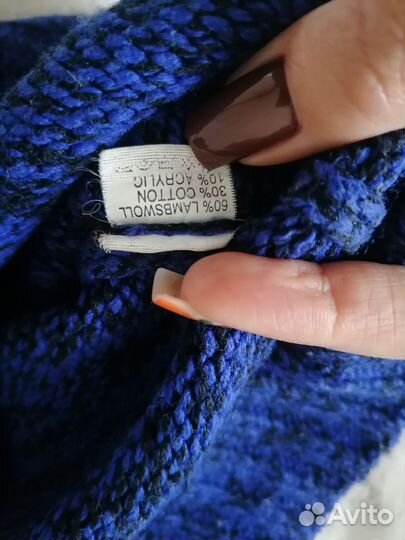 60% LAMBSWOLL
30% COTTON
10% ACRYLIC
Avito